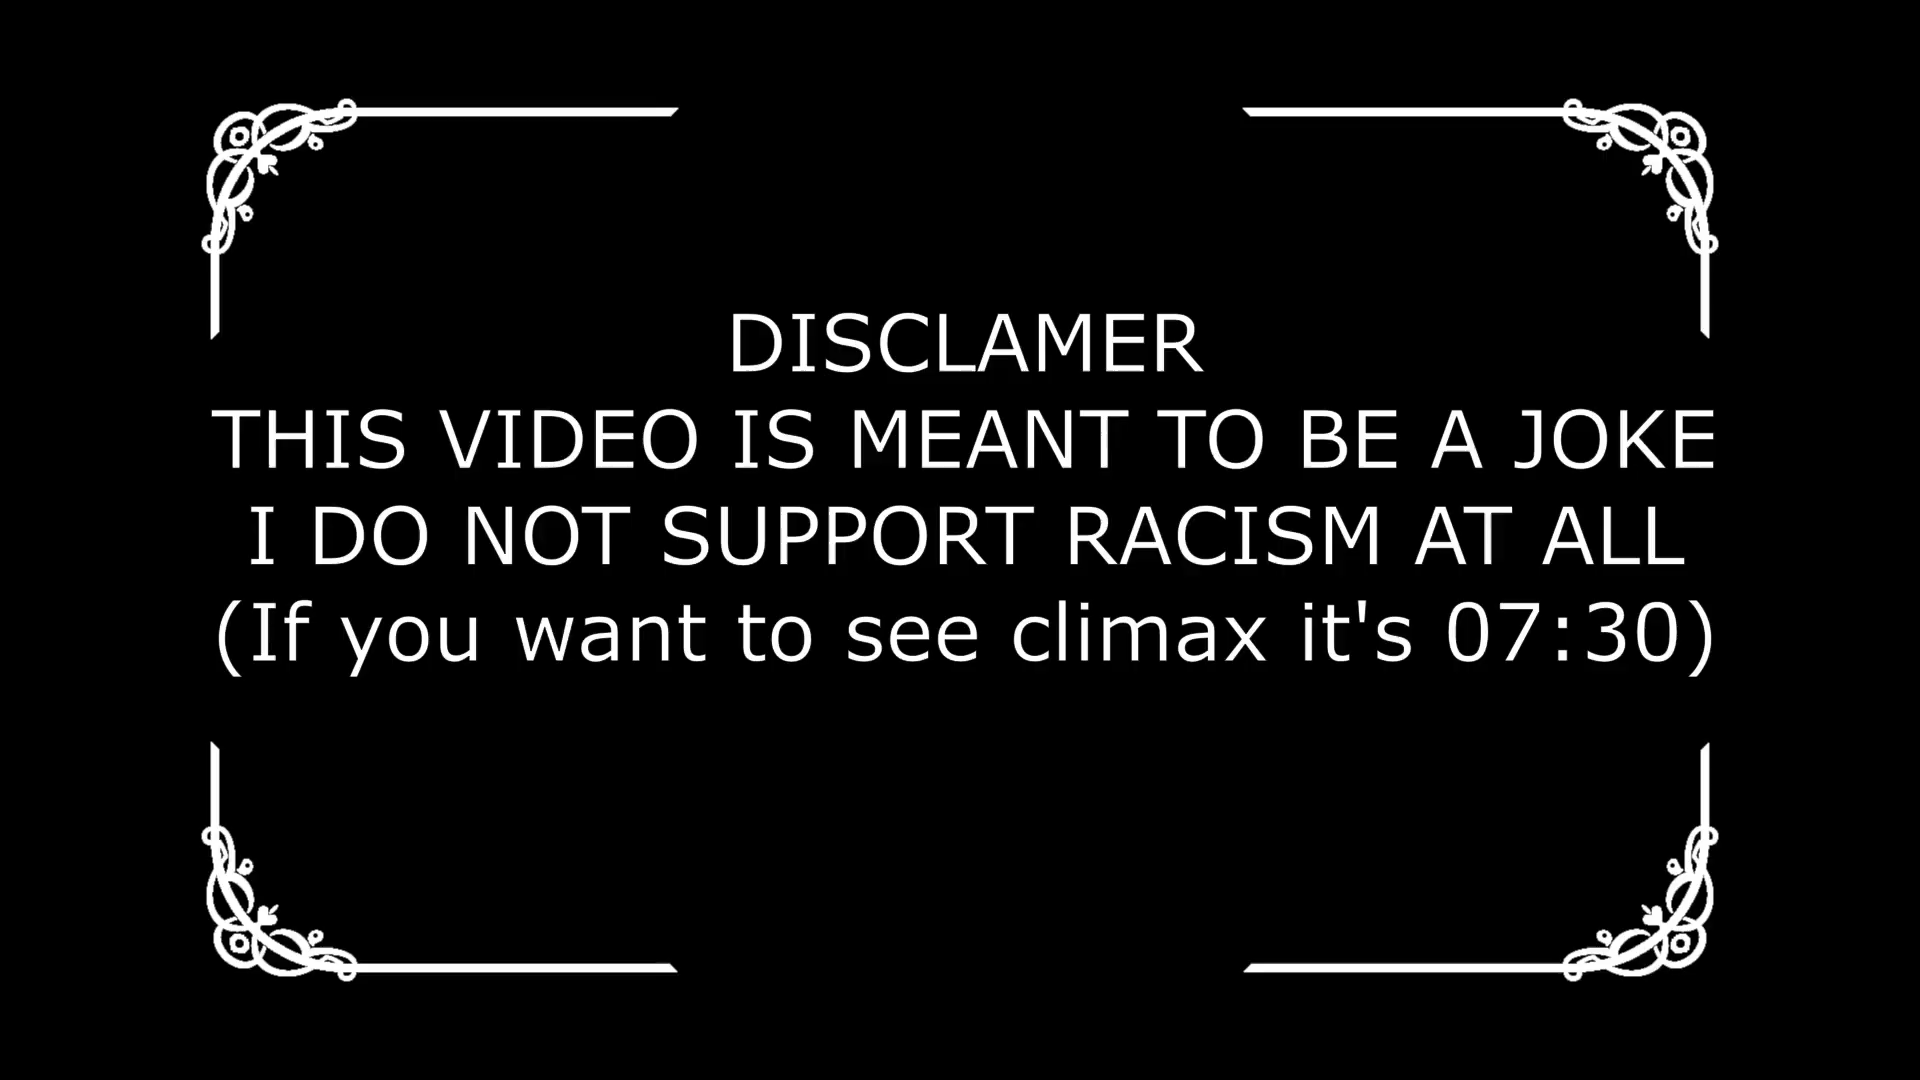 DISCLAMER
THIS VIDEO IS MEANT TO BE A JOKE
I DO NOT SUPPORT RACISM AT ALL
(If you want to see climax it's 07:30)